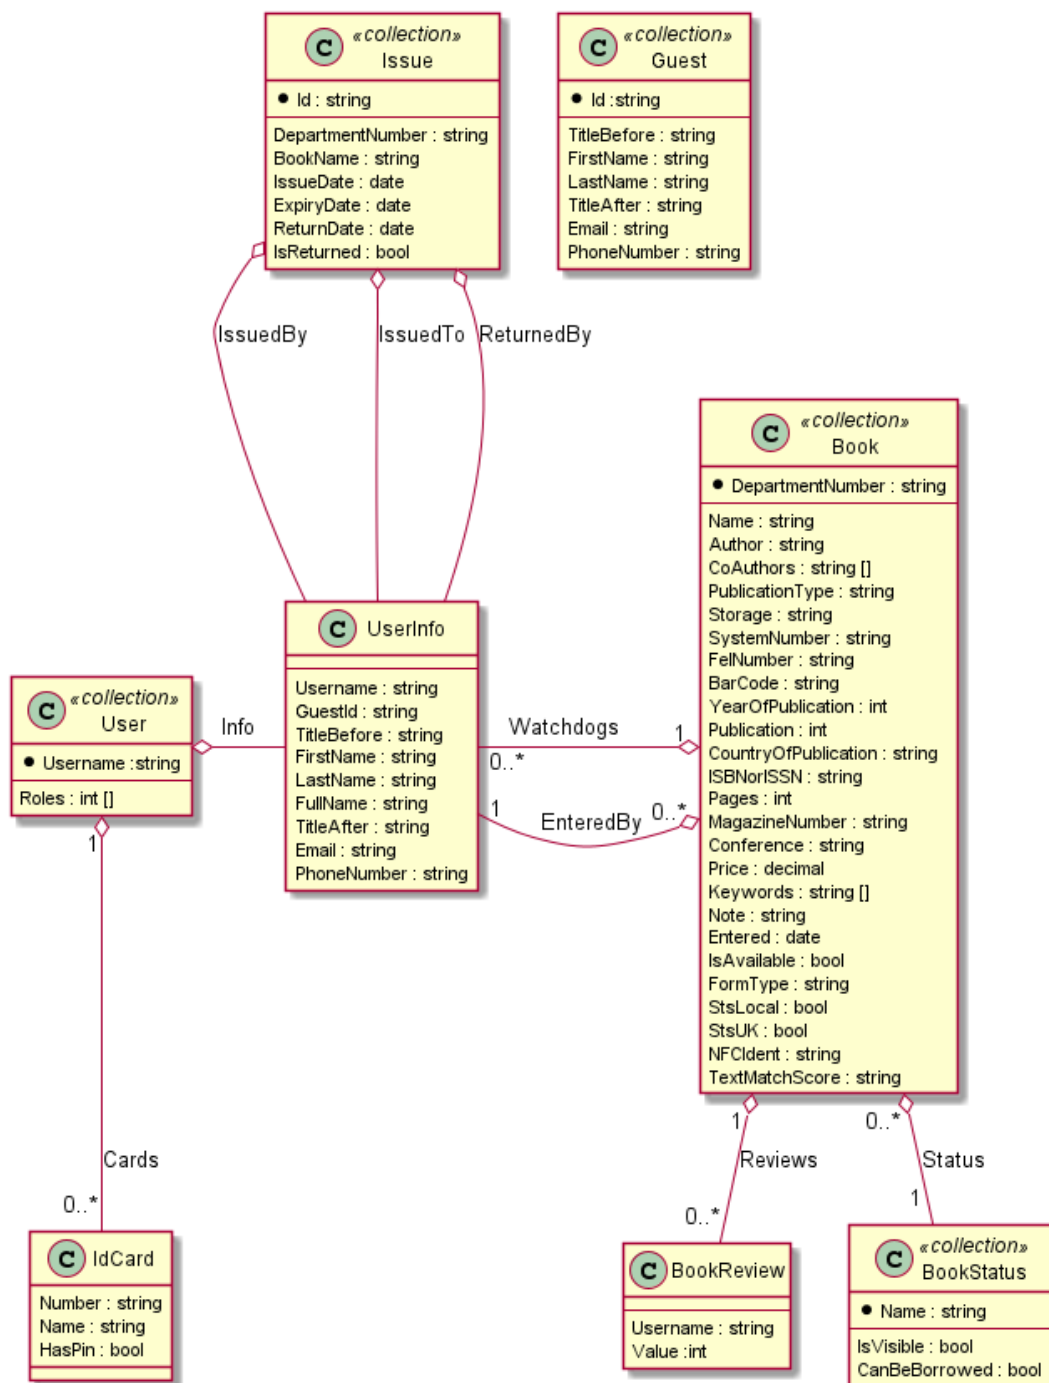 C «collection»
Issue
Id : string
DepartmentNumber : string
BookName : string
IssueDate : date
ExpiryDate : date
ReturnDate : date
IsReturned : bool
C «collection»
Guest
Id :string
TitleBefore : string
FirstName : string
LastName : string
TitleAfter : string
Email : string
PhoneNumber : string
IssuedBy
IssuedTo
ReturnedBy
C «collection»
Book
DepartmentNumber : string
Name : string
Author : string
CoAuthors : string []
PublicationType : string
Storage : string
SystemNumber : string
FelNumber : string
BarCode : string
YearOfPublication : int
Publication : int
CountryOfPublication : string
ISBNorISSN : string
Pages : int
MagazineNumber : string
Conference : string
Price : decimal
Keywords : string []
Note : string
Entered : date
IsAvailable : bool
FormType : string
StsLocal : bool
StsUK : bool
NFCIdent : string
TextMatchScore : string
C UserInfo
Username : string
GuestId : string
TitleBefore : string
FirstName : string
LastName : string
FullName : string
TitleAfter : string
Email : string
PhoneNumber : string
C «collection»
User
Username :string
Roles : int []
Info
Watchdogs
1
0..*
1
EnteredBy
0..*
1
Cards
0..*
1
Reviews
0..*
0..*
Status
1
C IdCard
Number : string
Name : string
HasPin : bool
C BookReview
Username : string
Value :int
C «collection»
BookStatus
Name : string
IsVisible : bool
CanBeBorrowed : bool